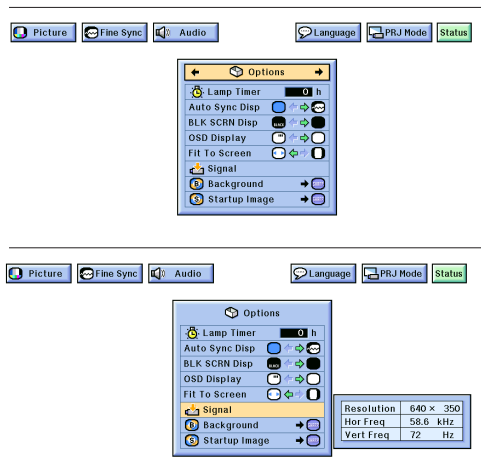 Picture Fine Sync Audio Language PRJ Mode Status
Options
Lamp Timer 0 h
Auto Sync Disp
BLK SCRN Disp BLACK
OSD Display
Fit To Screen
Signal
B Background
S Startup Image
Picture Fine Sync Audio Language PRJ Mode Status
Options
Lamp Timer 0 h
Auto Sync Disp
BLK SCRN Disp BLACK
OSD Display
Fit To Screen
Signal
Resolution 640 × 350
Hor Freq 58.6 kHz
B Background
Vert Freq 72 Hz
S Startup Image